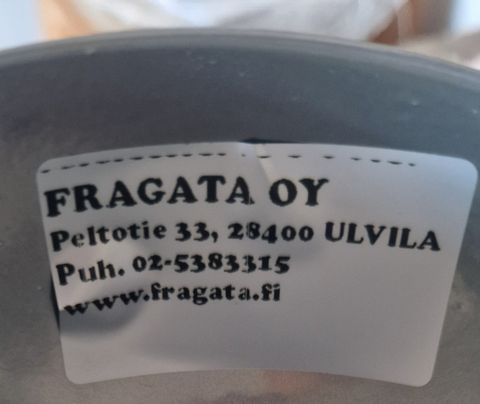 FRAGATA OY
Peltotie 33, 28400 ULVILA
Puh. 02-5383315
www.fragata.fi